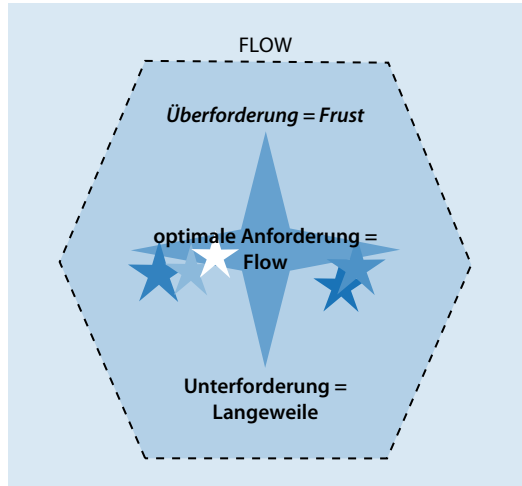 FLOW
Überforderung = Frust
optimale Anforderung =
Flow
Unterforderung =
Langeweile